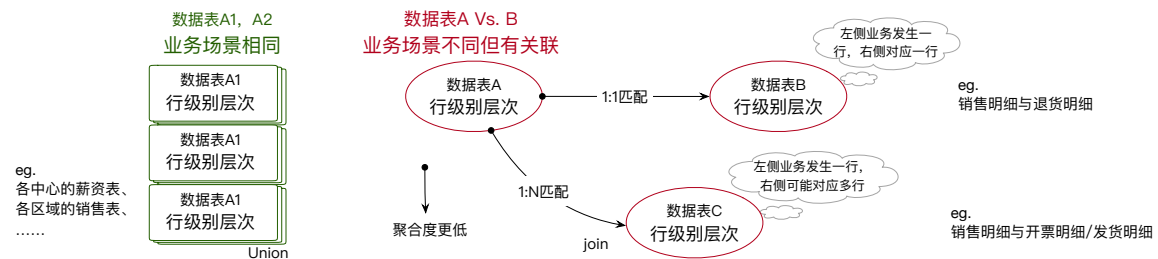 数据表A1，A2
业务场景相同
数据表A1
行级别层次
数据表A1
行级别层次
数据表A1
行级别层次
Union
eg.
各中心的薪资表、
各区域的销售表、
……
数据表A Vs. B
业务场景不同但有关联
数据表A
行级别层次
1:1匹配
数据表B
行级别层次
左侧业务发生一
行，右侧对应一行
eg.
销售明细与退货明细
聚合度更低
1:N匹配
join
数据表C
行级别层次
左侧业务发生一行，
右侧可能对应多行
eg.
销售明细与开票明细/发货明细